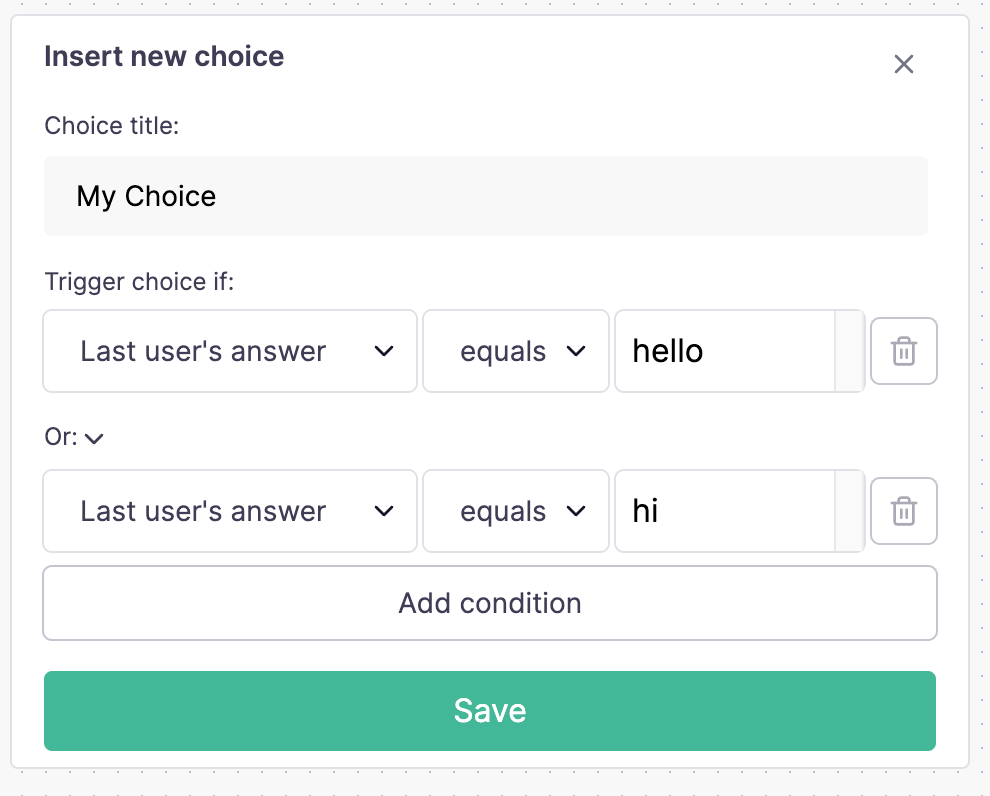 Insert new choice
Choice title:
My Choice
Trigger choice if:
Last user's answer equals hello
Or:
Last user's answer equals hi
Add condition
Save